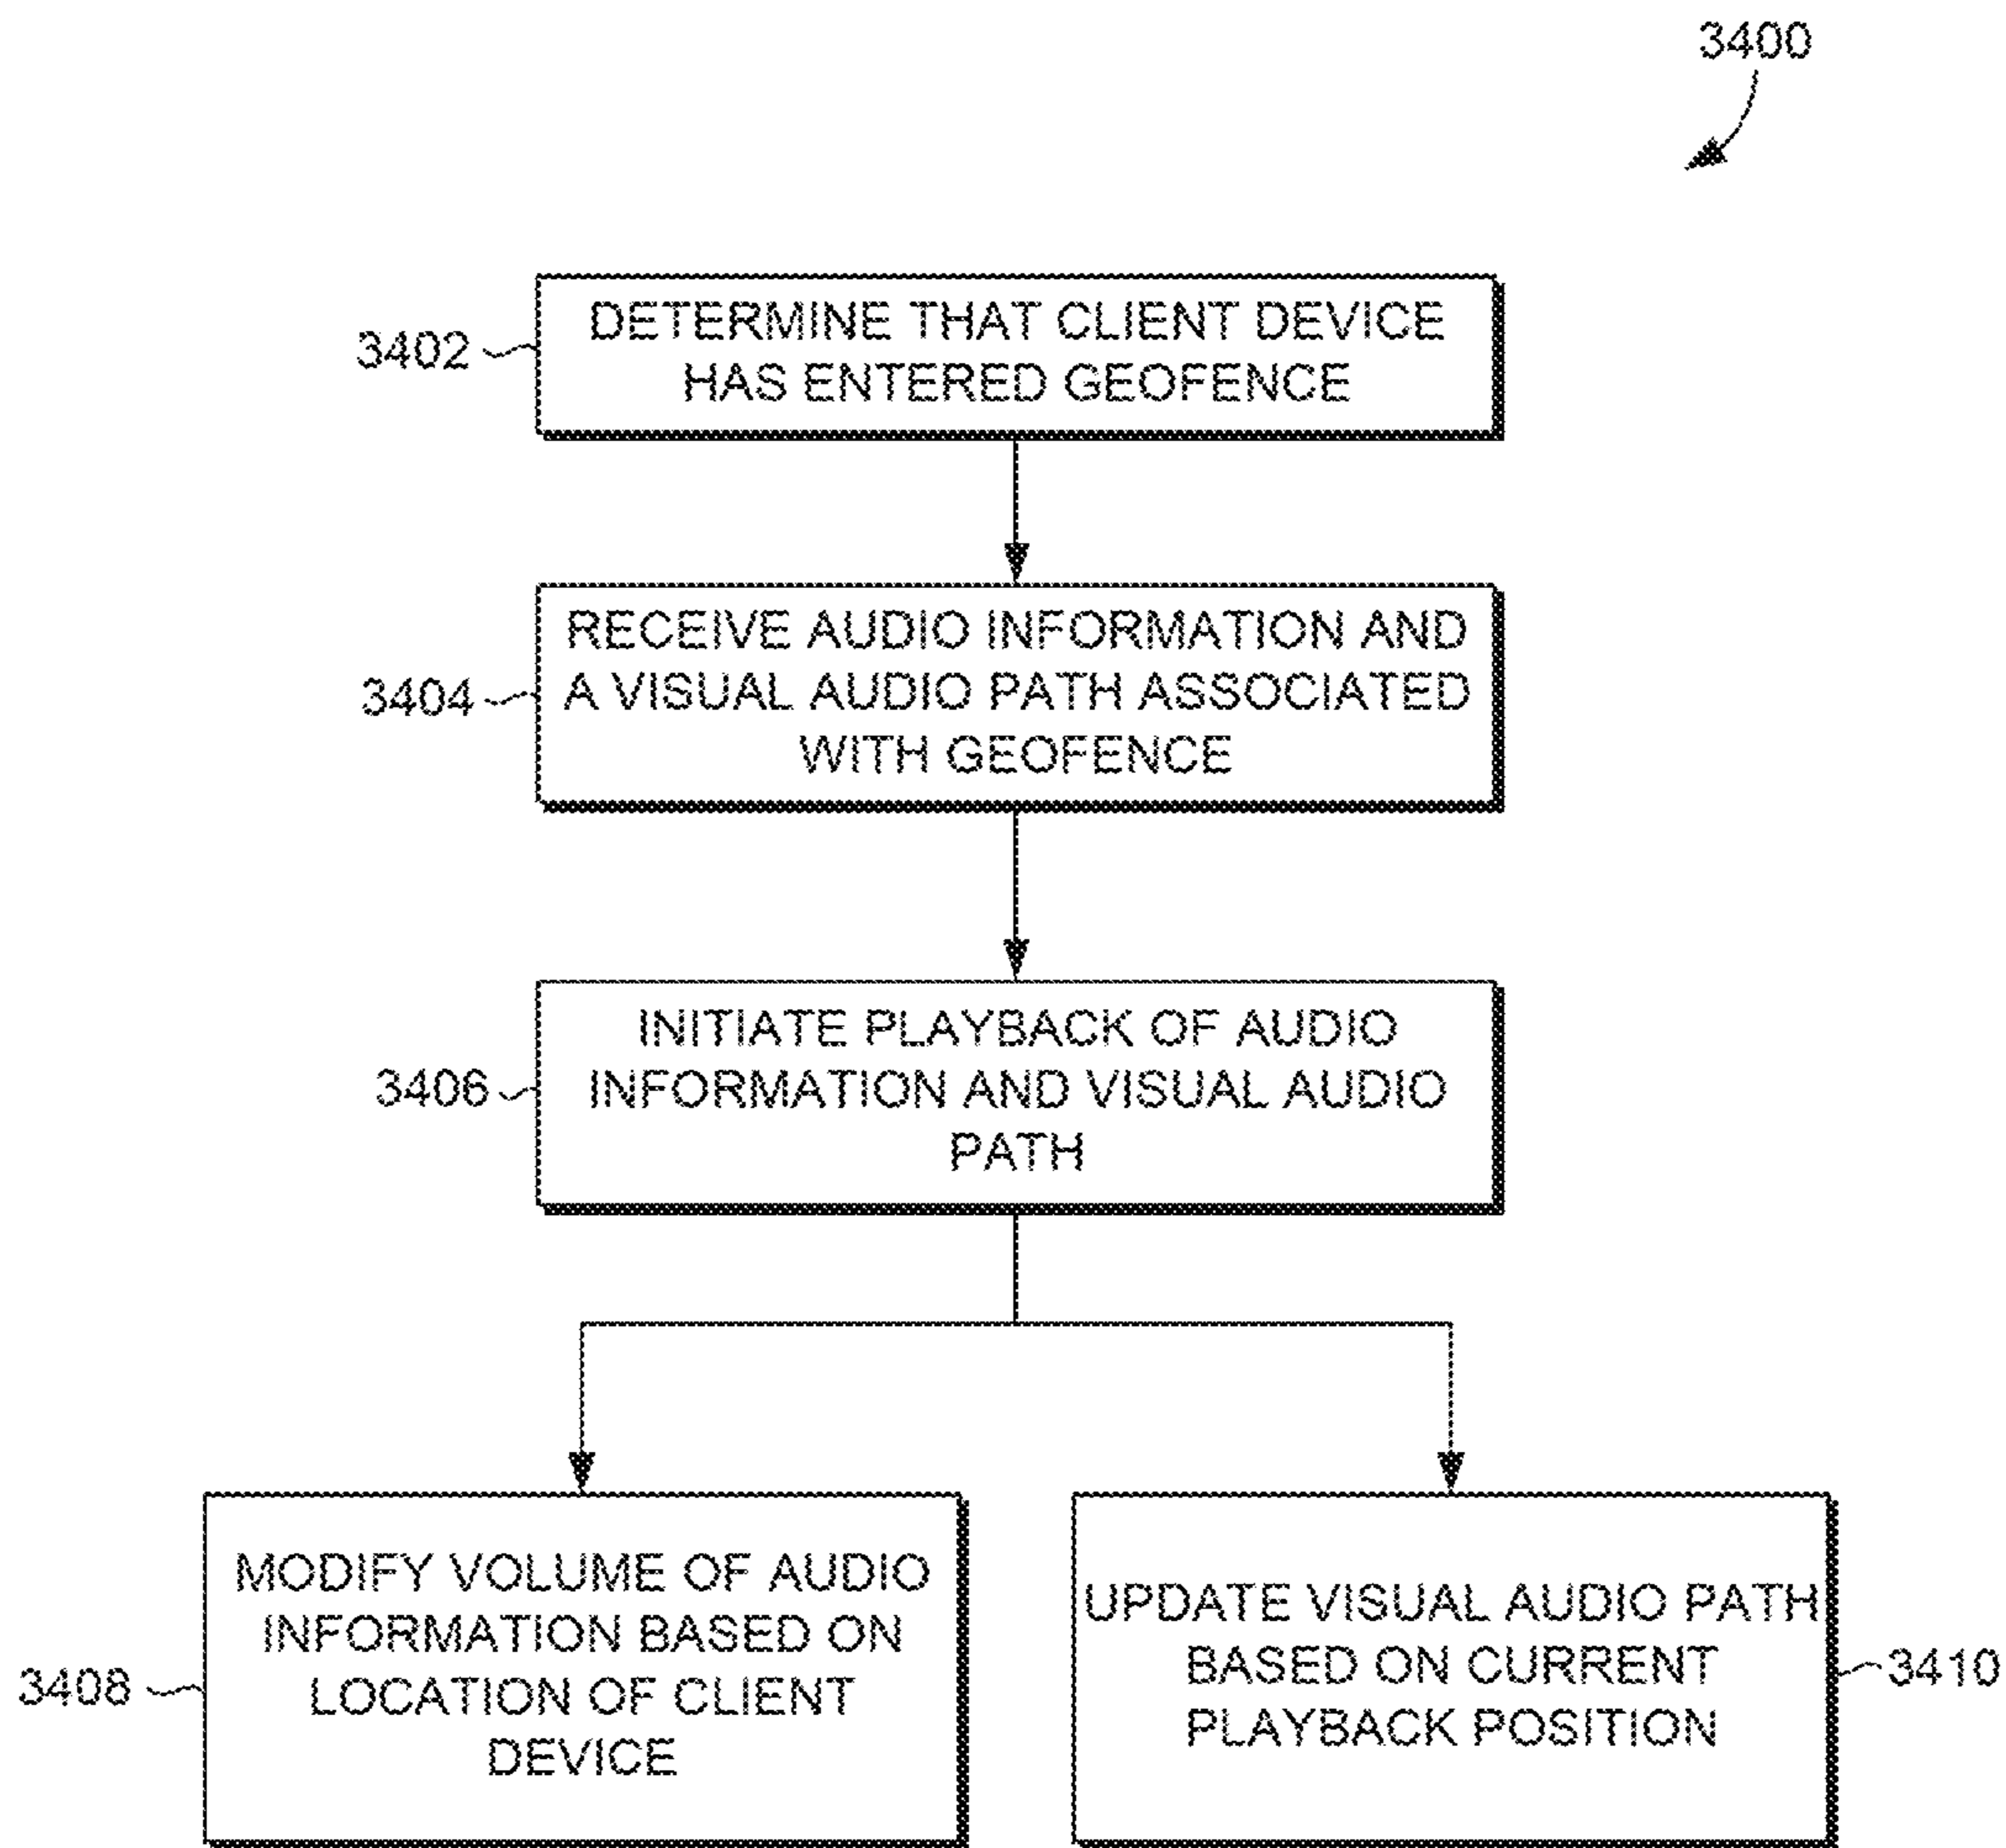 3400
3402
DETERMINE THAT CLIENT DEVICE
HAS ENTERED GEOFENCE
3404
RECEIVE AUDIO INFORMATION AND
A VISUAL AUDIO PATH ASSOCIATED
WITH GEOFENCE
3406
INITIATE PLAYBACK OF AUDIO
INFORMATION AND VISUAL AUDIO
PATH
3408
MODIFY VOLUME OF AUDIO
INFORMATION BASED ON
LOCATION OF CLIENT
DEVICE
UPDATE VISUAL AUDIO PATH
BASED ON CURRENT
PLAYBACK POSITION
3410